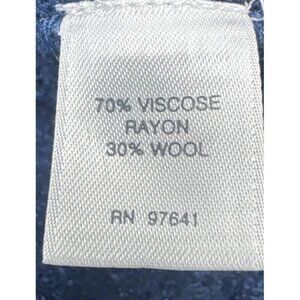 70% VISCOSE
RAYON
30% WOOL
RN 97641